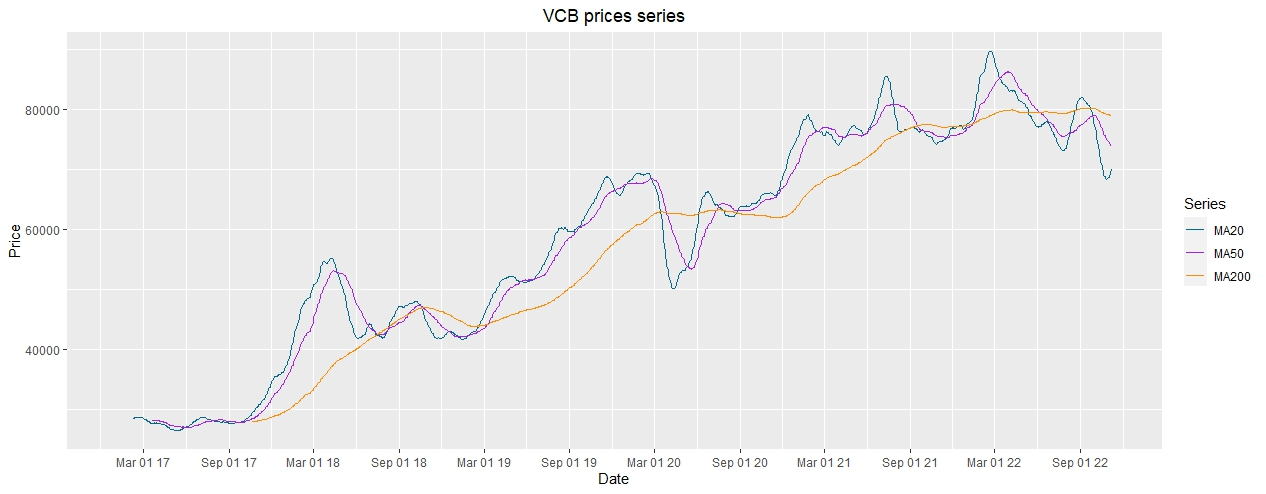 VCB prices series
Price
80000
60000
40000
Mar 01 17 Sep 01 17 Mar 01 18 Sep 01 18 Mar 01 19 Sep 01 19 Mar 01 20 Sep 01 20 Mar 01 21 Sep 01 21 Mar 01 22 Sep 01 22
Date
Series
MA20
MA50
MA200